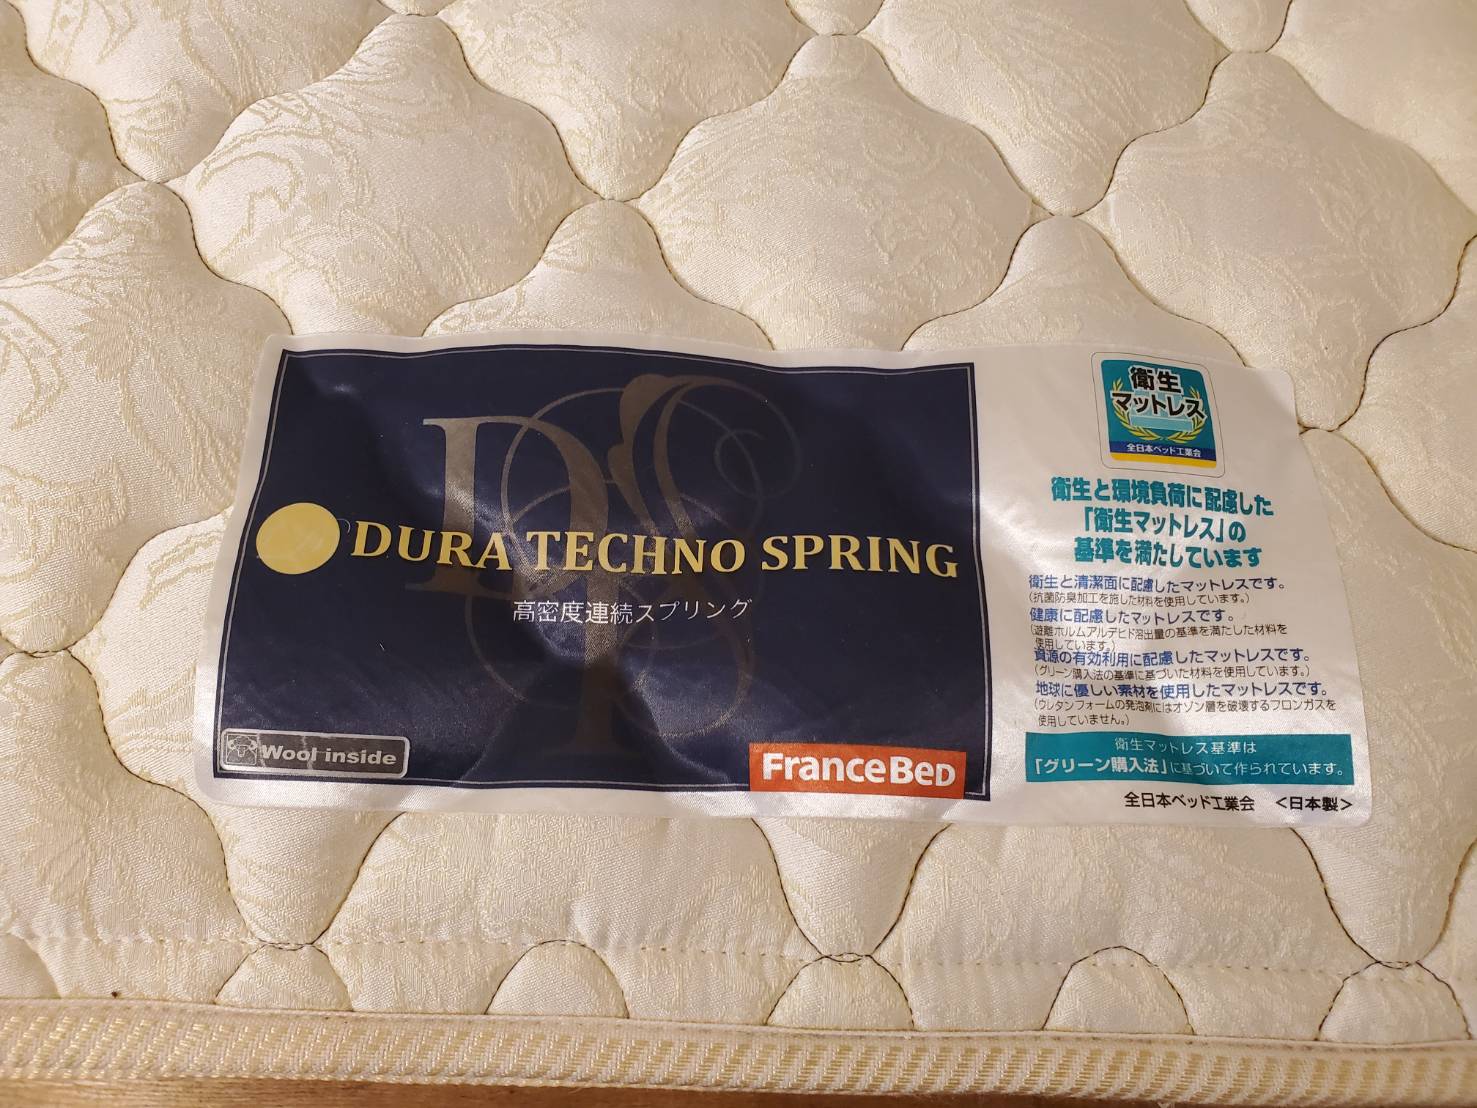 DTS
DURA TECHNO SPRING
高密度連続スプリング
Wool inside
FRANCEBED
衛生
マットレス
全日本ベッド工業会
衛生と環境負荷に配慮した
「衛生マットレス」の
基準を満たしています
衛生と清潔面に配慮したマットレスです。
(抗菌防臭加工を施した材料を使用しています。)
健康に配慮したマットレスです。
(遊離ホルムアルデヒド溶出量の基準を満たした材料を
使用しています。)
資源の有効利用に配慮したマットレスです。
(グリーン購入法の基準に基づいた材料を使用しています。)
地球に優しい素材を使用したマットレスです。
(ウレタンフォームの発泡剤にはオゾン層を破壊するフロンガスを
使用していません。)
衛生マットレス基準は
「グリーン購入法」に基づいて作られています。
全日本ベッド工業会 <日本製>